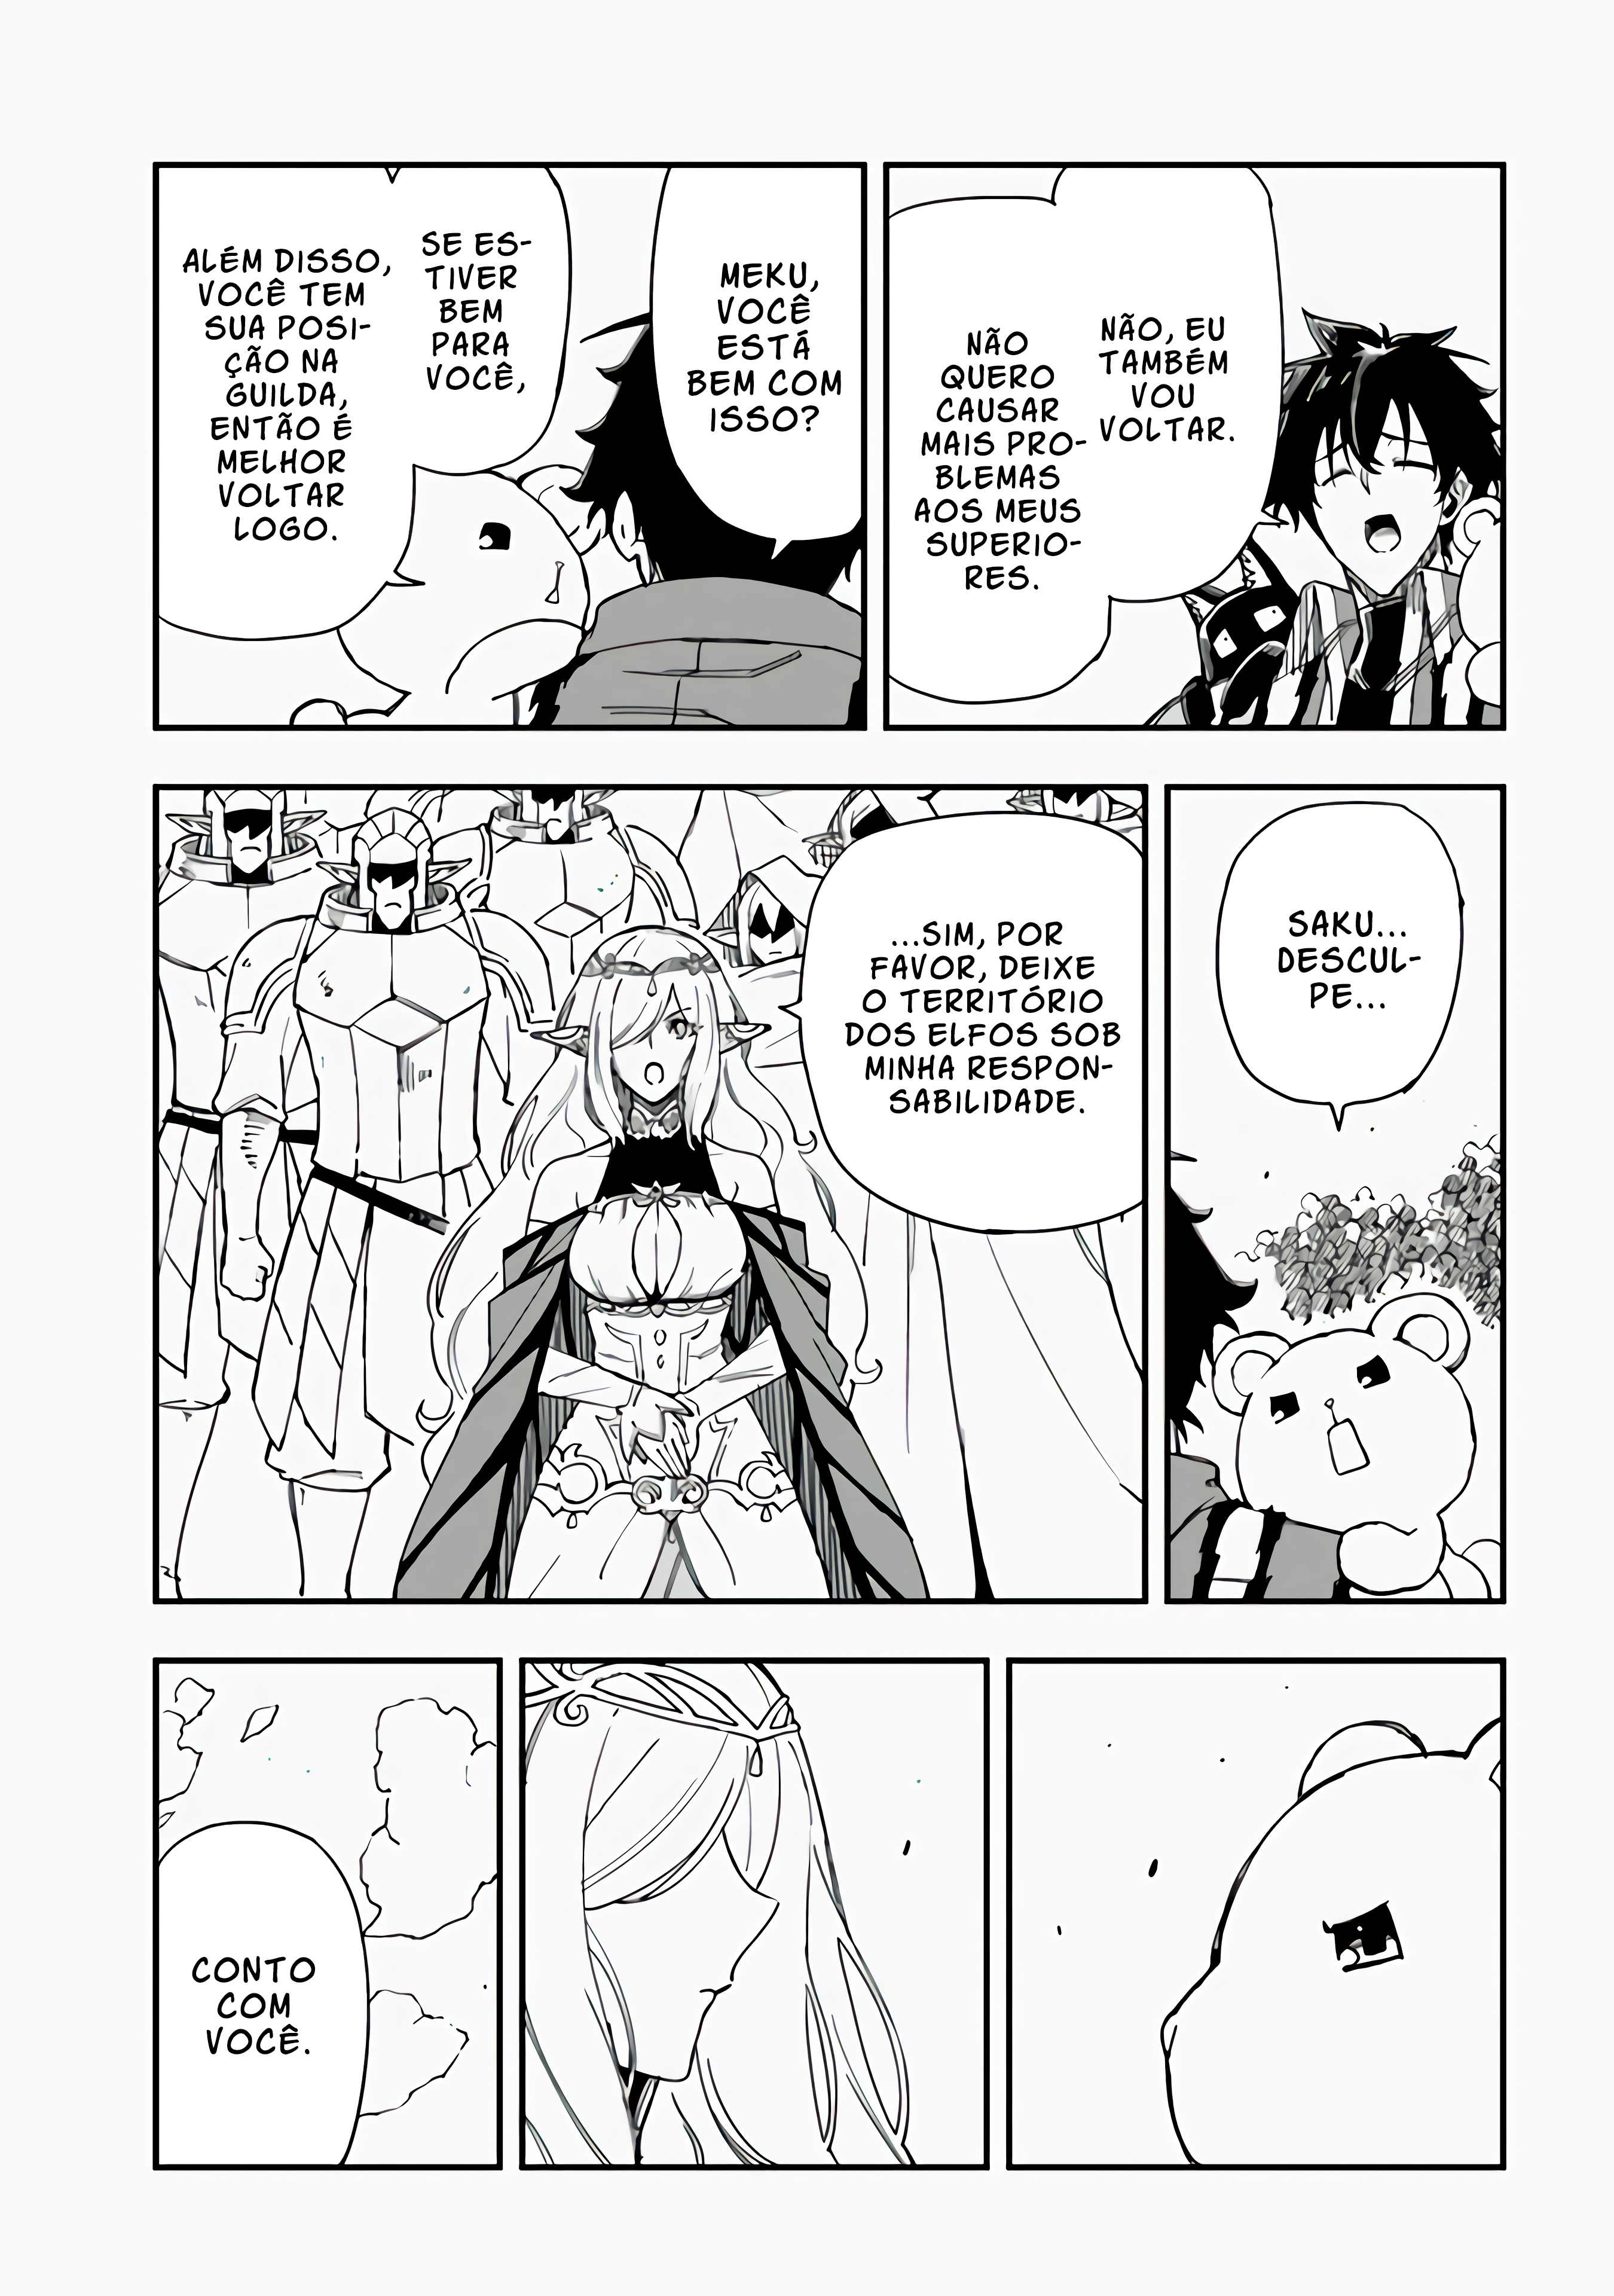 NÃO, EU
TAMBÉM
VOU
VOLTAR.
NÃO
QUERO
CAUSAR
MAIS PRO-
BLEMAS
AOS MEUS
SUPERIO-
RES.
MEKU,
VOCÊ
ESTÁ
BEM COM
ISSO?
SE ES-
TIVER
BEM
PARA
VOCÊ,
ALÉM DISSO,
VOCÊ TEM
SUA POSI-
ÇÃO NA
GUILDA,
ENTÃO É
MELHOR
VOLTAR
LOGO.
SAKU...
DESCUL-
PE...
...SIM, POR
FAVOR, DEIXE
O TERRITÓRIO
DOS ELFOS SOB
MINHA RESPON-
SABILIDADE.
CONTO
COM
VOCÊ.